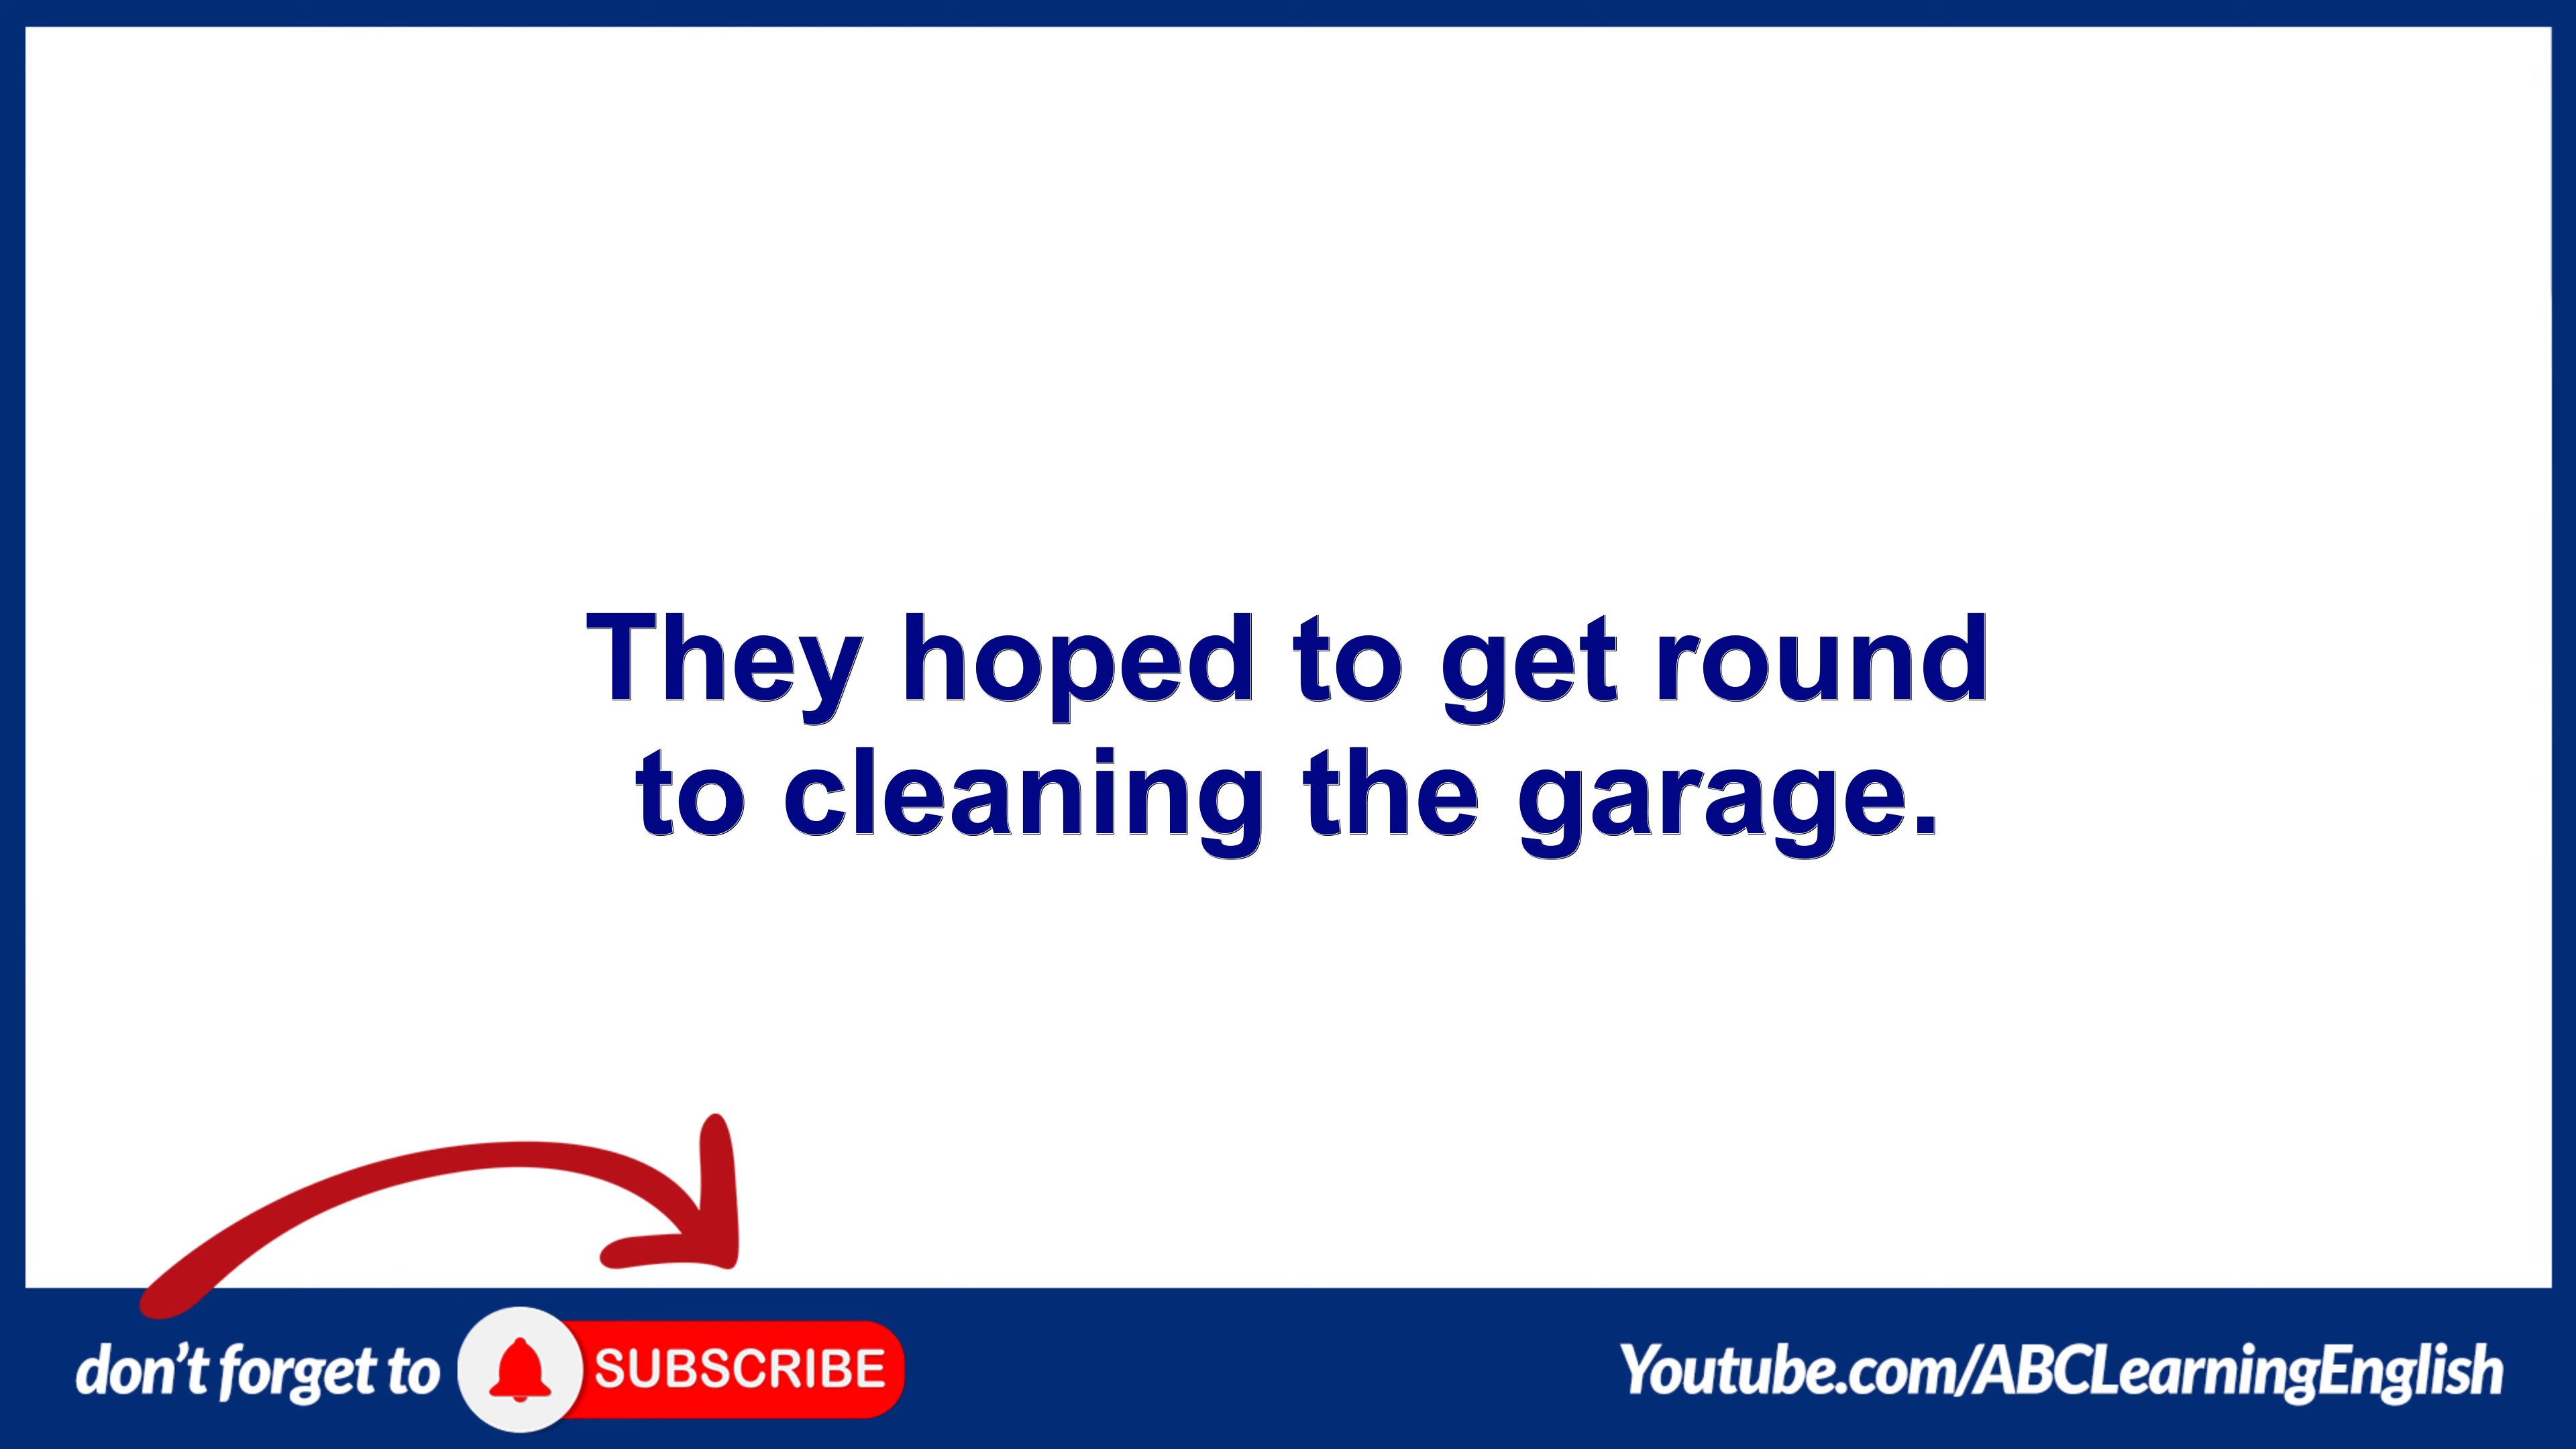 They hoped to get round
to cleaning the garage.
don't forget to SUBSCRIBE
Youtube.com/ABCLearningEnglish